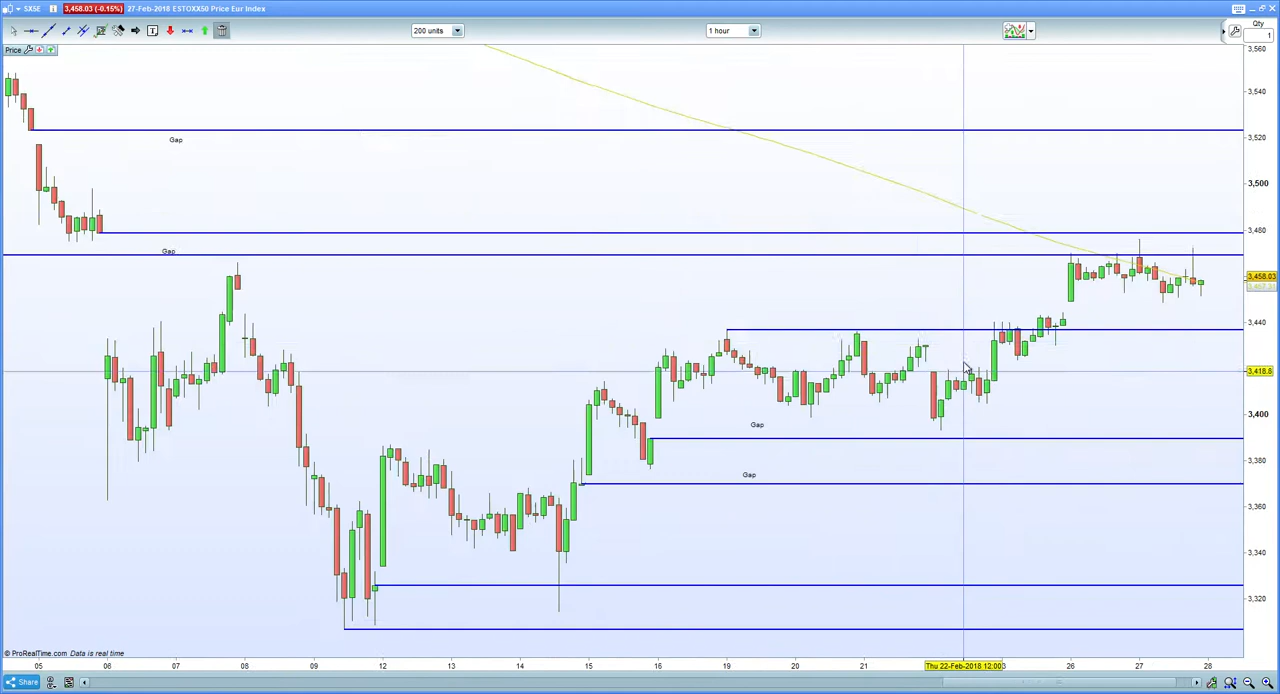 SX5E 3,458.03 (-0.15%) 27-Feb-2018 ESTOXX50 Price Eur Index
200 units 1 hour Qty
1
Price
3,560
3,540
Gap
3,520
3,500
3,480
Gap
3,458.03
3,440
3,418.8
Gap
3,400
3,380
Gap
3,360
3,340
3,320
© ProRealTime.com Data is real time
05 06 07 08 09 12 13 14 15 16 19 20 21 Thu 22-Feb-2018 12:00 3 26 27 28
Share